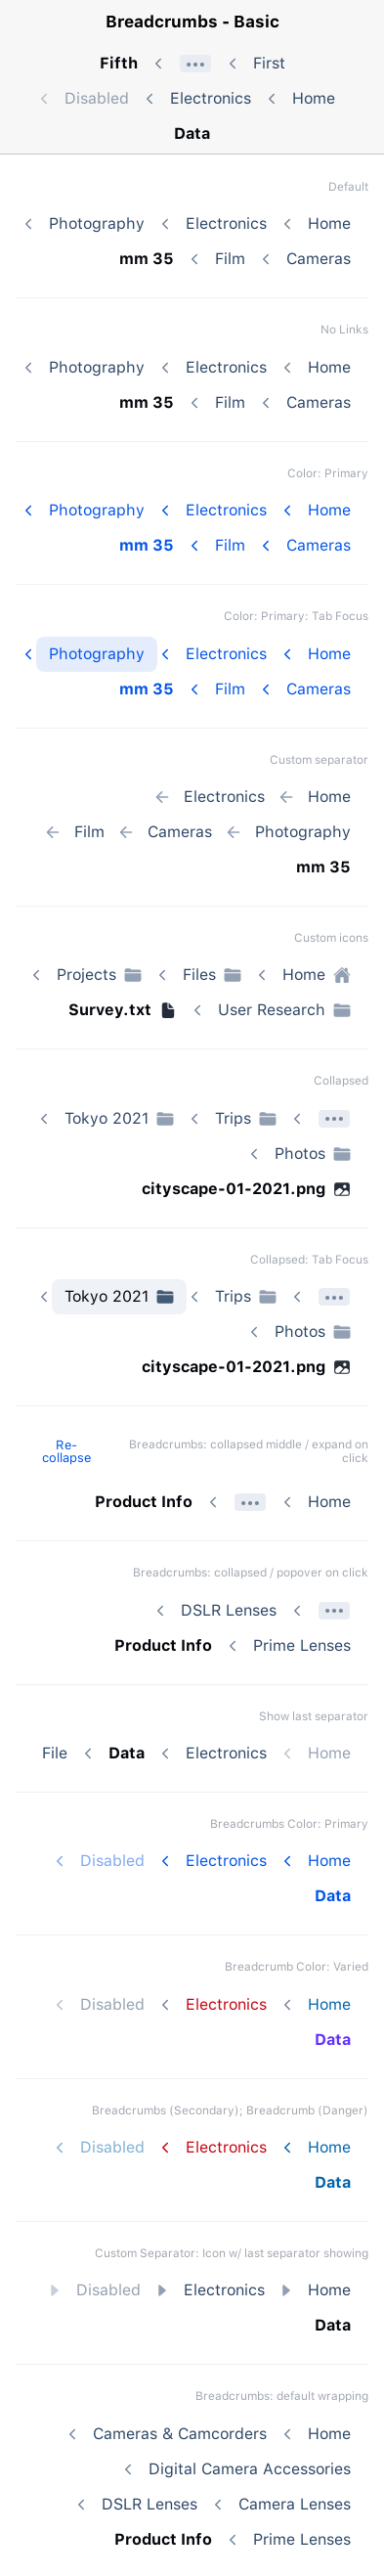 Breadcrumbs - Basic
Fifth ••• First
Disabled Electronics Home
Data
Default
Photography Electronics Home
mm 35 Film Cameras
No Links
Photography Electronics Home
mm 35 Film Cameras
Color: Primary
Photography Electronics Home
mm 35 Film Cameras
Color: Primary: Tab Focus
Photography Electronics Home
mm 35 Film Cameras
Custom separator
Electronics Home
Film Cameras Photography
mm 35
Custom icons
Projects Files Home
Survey.txt User Research
Collapsed
Tokyo 2021 Trips •••
Photos
cityscape-01-2021.png
Collapsed: Tab Focus
Tokyo 2021 Trips •••
Photos
cityscape-01-2021.png
Re-
collapse
Breadcrumbs: collapsed middle / expand on
click
Product Info ••• Home
Breadcrumbs: collapsed / popover on click
DSLR Lenses •••
Product Info Prime Lenses
Show last separator
File Data Electronics Home
Breadcrumbs Color: Primary
Disabled Electronics Home
Data
Breadcrumb Color: Varied
Disabled Electronics Home
Data
Breadcrumbs (Secondary); Breadcrumb (Danger)
Disabled Electronics Home
Data
Custom Separator: Icon w/ last separator showing
Disabled Electronics Home
Data
Breadcrumbs: default wrapping
Cameras & Camcorders Home
Digital Camera Accessories
DSLR Lenses Camera Lenses
Product Info Prime Lenses